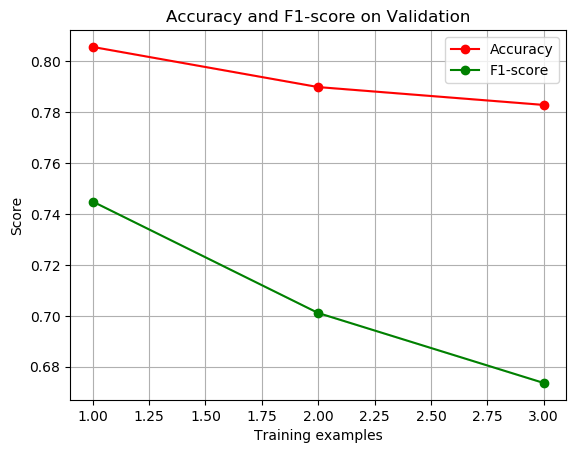 Accuracy and F1-score on Validation
Accuracy
F1-score
Score
0.80
0.78
0.76
0.74
0.72
0.70
0.68
1.00 1.25 1.50 1.75 2.00 2.25 2.50 2.75 3.00
Training examples